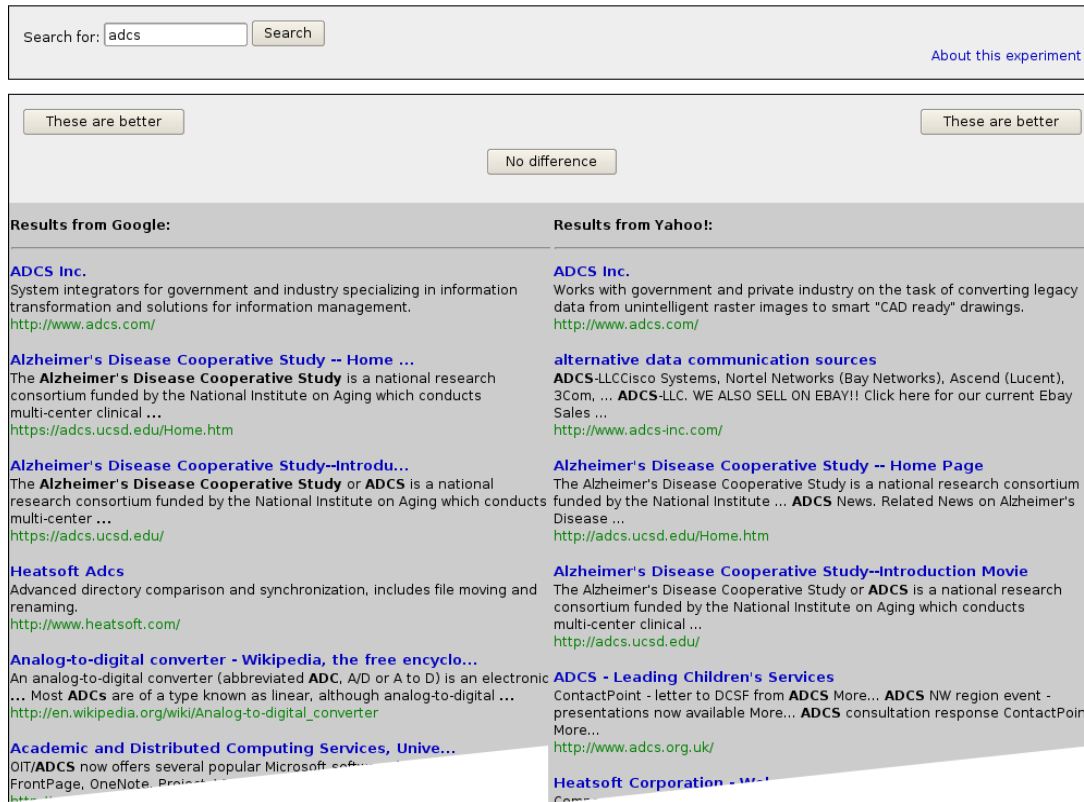 Search for: adcs Search
About this experiment
These are better
These are better
No difference
Results from Google:
ADCS Inc.
System integrators for government and industry specializing in information
transformation and solutions for information management.
http://www.adcs.com/
Alzheimer's Disease Cooperative Study -- Home ...
The Alzheimer's Disease Cooperative Study is a national research
consortium funded by the National Institute on Aging which conducts
multi-center clinical ...
https://adcs.ucsd.edu/Home.htm
Alzheimer's Disease Cooperative Study--Introdu...
The Alzheimer's Disease Cooperative Study or ADCS is a national
research consortium funded by the National Institute on Aging which conducts
multi-center ...
https://adcs.ucsd.edu/
Heatsoft Adcs
Advanced directory comparison and synchronization, includes file moving and
renaming.
http://www.heatsoft.com/
Analog-to-digital converter - Wikipedia, the free encyclo...
An analog-to-digital converter (abbreviated ADC, A/D or A to D) is an electronic
... Most ADCs are of a type known as linear, although analog-to-digital ...
http://en.wikipedia.org/wiki/Analog-to-digital_converter
Academic and Distributed Computing Services, Unive...
OIT/ADCS now offers several popular Microsoft
FrontPage, OneNote,
Results from Yahoo!:
ADCS Inc.
Works with government and private industry on the task of converting legacy
data from unintelligent raster images to smart "CAD ready" drawings.
http://www.adcs.com/
alternative data communication sources
ADCS-LLCCisco Systems, Nortel Networks (Bay Networks), Ascend (Lucent),
3Com, ... ADCS-LLC. WE ALSO SELL ON EBAY!! Click here for our current Ebay
Sales ...
http://www.adcs-inc.com/
Alzheimer's Disease Cooperative Study -- Home Page
The Alzheimer's Disease Cooperative Study is a national research consortium
funded by the National Institute ... ADCS News. Related News on Alzheimer's
Disease ...
http://adcs.ucsd.edu/Home.htm
Alzheimer's Disease Cooperative Study--Introduction Movie
The Alzheimer's Disease Cooperative Study or ADCS is a national research
consortium funded by the National Institute on Aging which conducts
multi-center clinical ...
http://adcs.ucsd.edu/
ADCS - Leading Children's Services
ContactPoint - letter to DCSF from ADCS More... ADCS NW region event -
presentations now available More... ADCS consultation response ContactPoin
More...
http://www.adcs.org.uk/
Heatsoft Corporation -